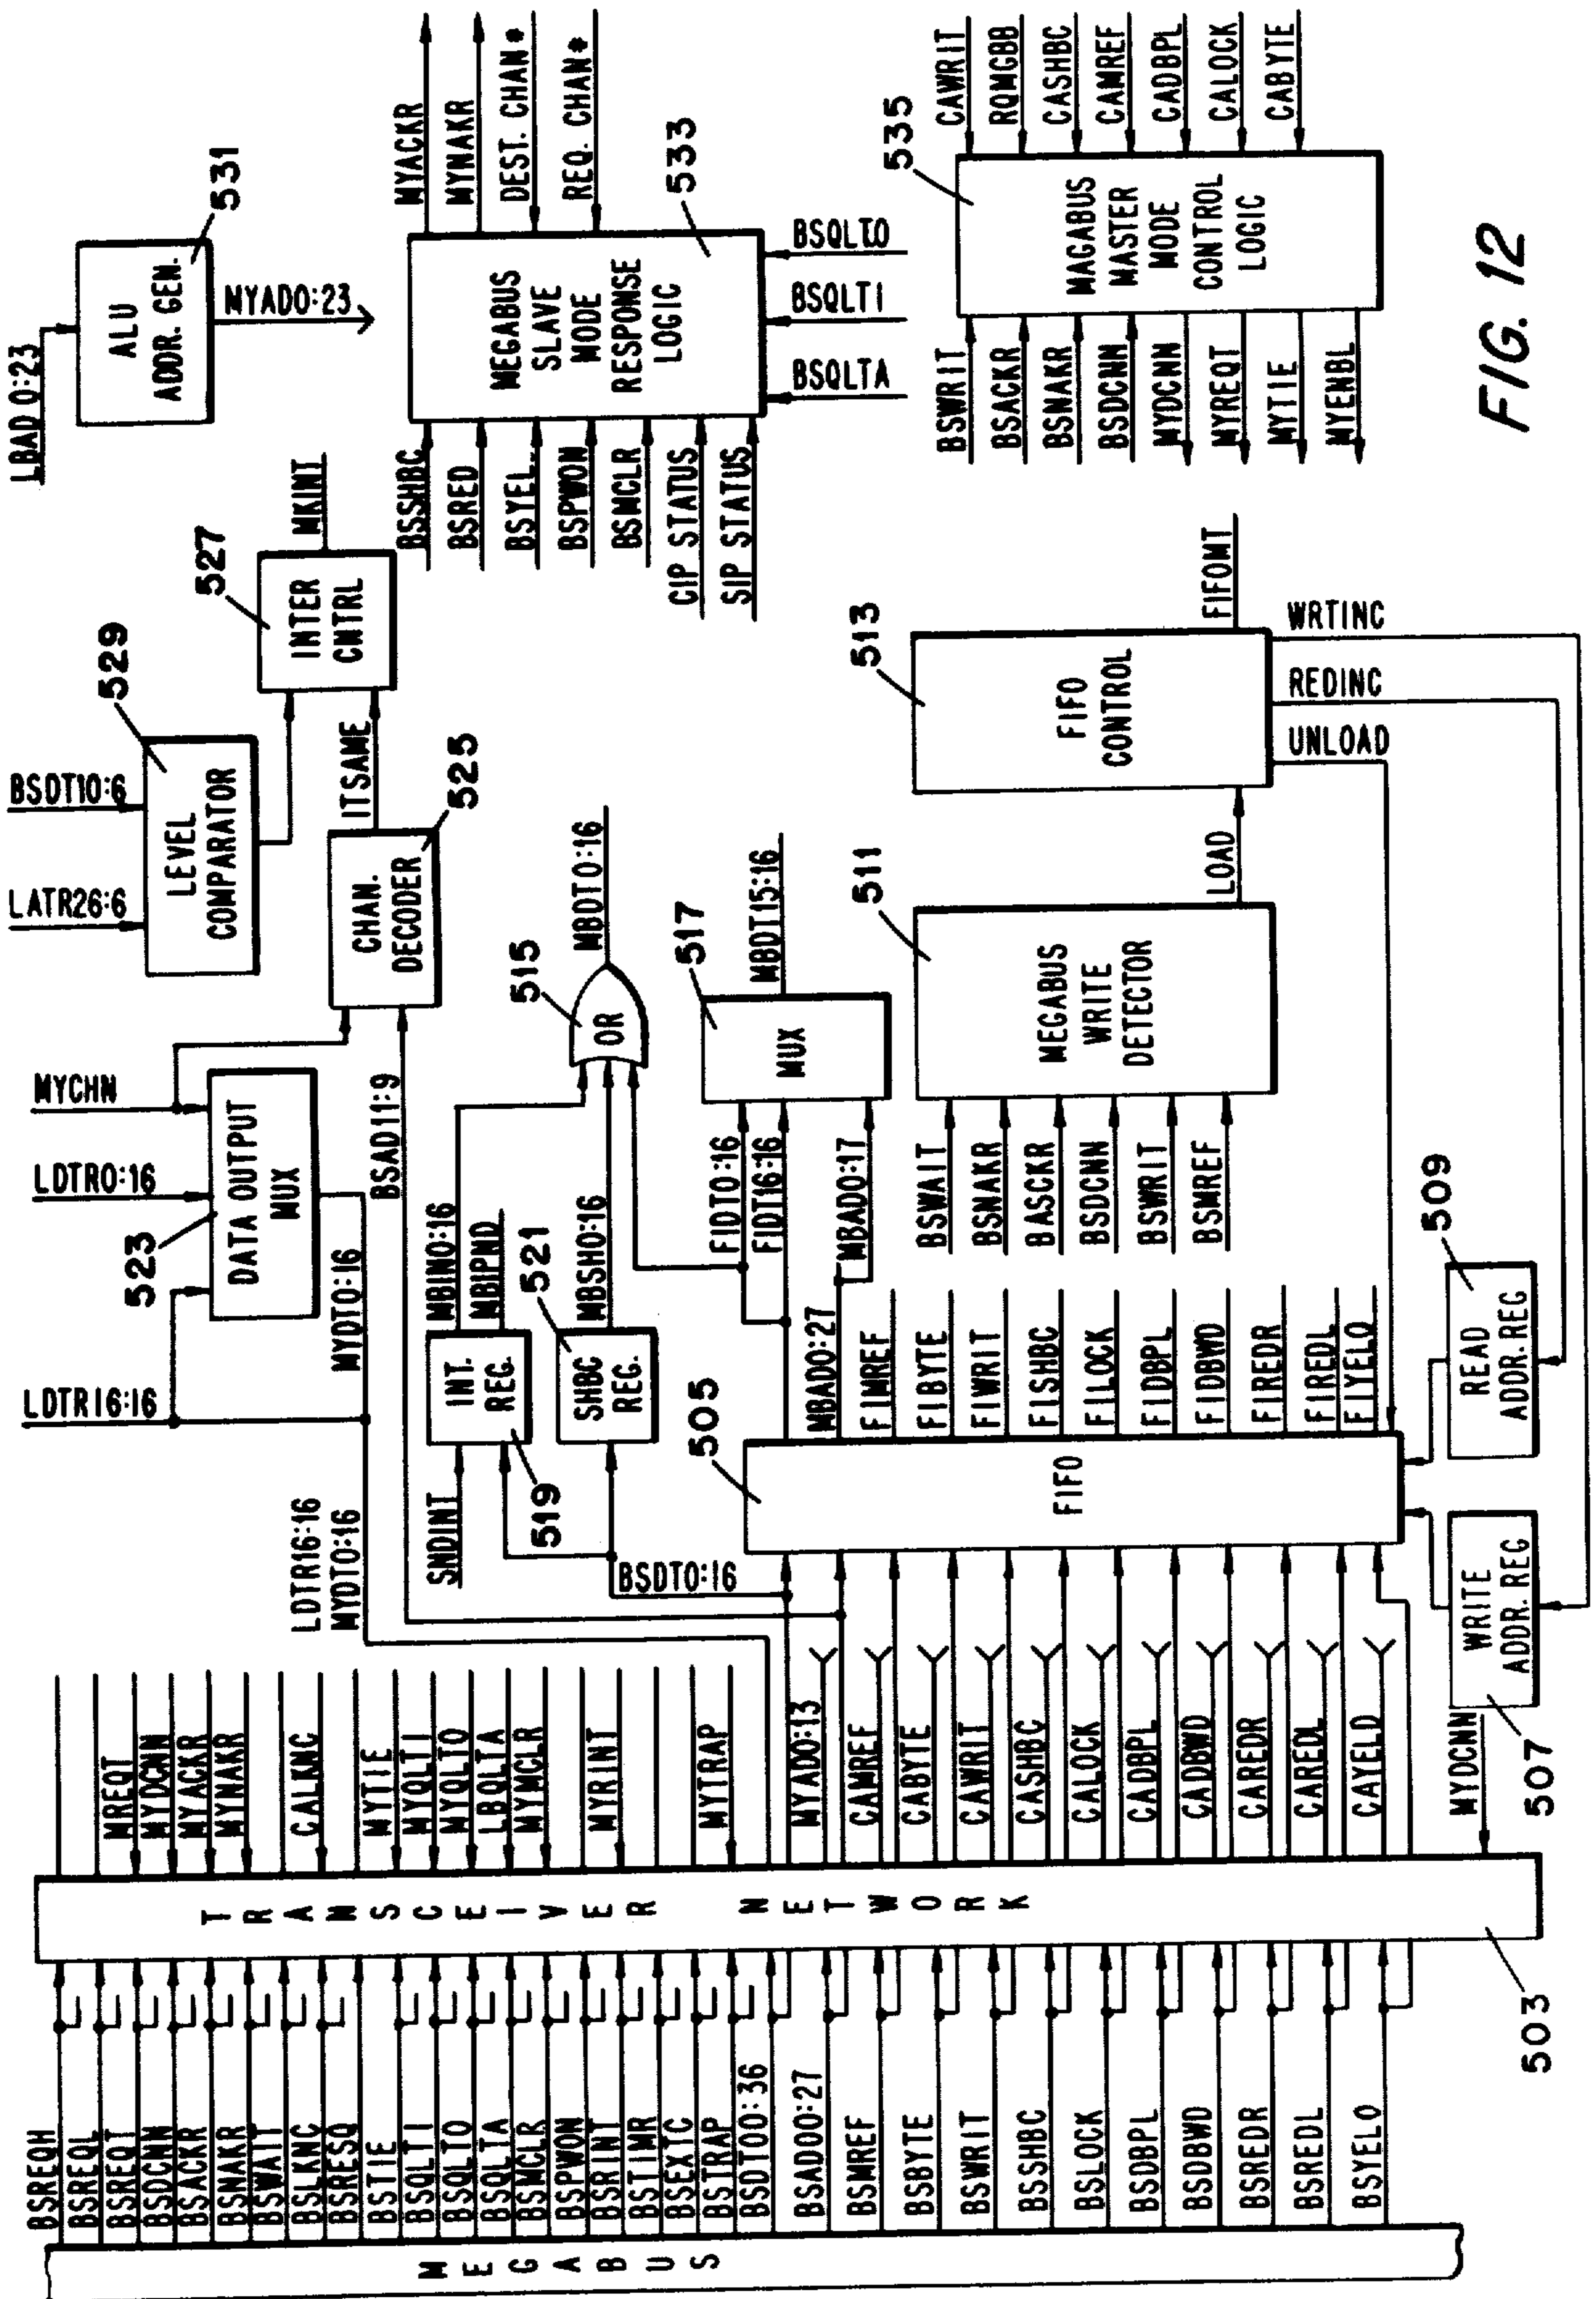 LBAD0:23
ALU
ADDR. GEN.
531
MYAD0:23
MYACKR
MYNAKR
DEST. CHAN*
REQ. CHAN*
533
MEGABUS
SLAVE
MODE
RESPONSE
LOGIC
BSSHBC
BSRED
BSYEL
BSPWON
BSMCLR
CIP STATUS
SIP STATUS
BSQLTA
BSQLTI
BSQLTO
535
CAWRIT
RQMGBB
CASHBC
CAMREF
CADBPL
CALOCK
CABYTE
MAGABUS
MASTER
MODE
CONTROL
LOGIC
BSWRIT
BSACKR
BSNAKR
BSDCNN
MYDCNN
MYREQT
MYTIE
MYENBL
FIG. 12
LATR26:6
BSDT10:6
529
LEVEL
COMPARATOR
527
INTER
CNTRL
MKINT
ITSAME
CHAN.
DECODER
525
LDTR16:16
LDTR0:16
MYCHN
DATA OUTPUT
MUX
523
MYDT0:16
BSAD11:9
LDTR16:16
MYDT0:16
SNDINT
INT.
REG.
519
MBIN0:16
MBIPND
521
SHBC
REG.
MBSH0:16
515
OR
MBDT0:16
517
MUX
MBDT15:16
FIDT0:16
FIDT16:16
MBAD0:17
MBAD0:27
BSDT0:16
505
FIFO
FIMREF
FIBYTE
FIWRIT
FISHBC
FILOCK
FIDBPL
FIDBWD
FIREDR
FIREDL
FIYELO
511
MEGABUS
WRITE
DETECTOR
BSWAIT
BSNAKR
BASCKR
BSDCNN
BSWRIT
BSMREF
LOAD
513
FIFO
CONTROL
FIFOMT
WRTINC
REDINC
UNLOAD
509
READ
ADDR. REG
WRITE
ADDR. REG
507
MREQT
MYDCNN
MYACKR
MYNAKR
CALKNC
MYTIE
MYQLTI
MYQLTO
LBQLTA
MYMCLR
MYRINT
MYTRAP
MYAD0:13
CAMREF
CABYTE
CAWRIT
CASHBC
CALOCK
CADBPL
CADBWD
CAREDR
CAREDL
CAYELD
MYDCNN
TRANSCEIVER NETWORK
503
BSREQH
BSREQL
BSREQT
BSDCNN
BSACKR
BSNAKR
BSWAIT
BSLKNC
BSRESQ
BSTIE
BSQLTI
BSQLTO
BSQLTA
BSMCLR
BSPWON
BSRINT
BSTIMR
BSEXTC
BSTRAP
BSDT00:36
BSAD00:27
BSMREF
BSBYTE
BSWRIT
BSSHBC
BSLOCK
BSDBPL
BSDBWD
BSREDR
BSREDL
BSYELO
MEGABUS